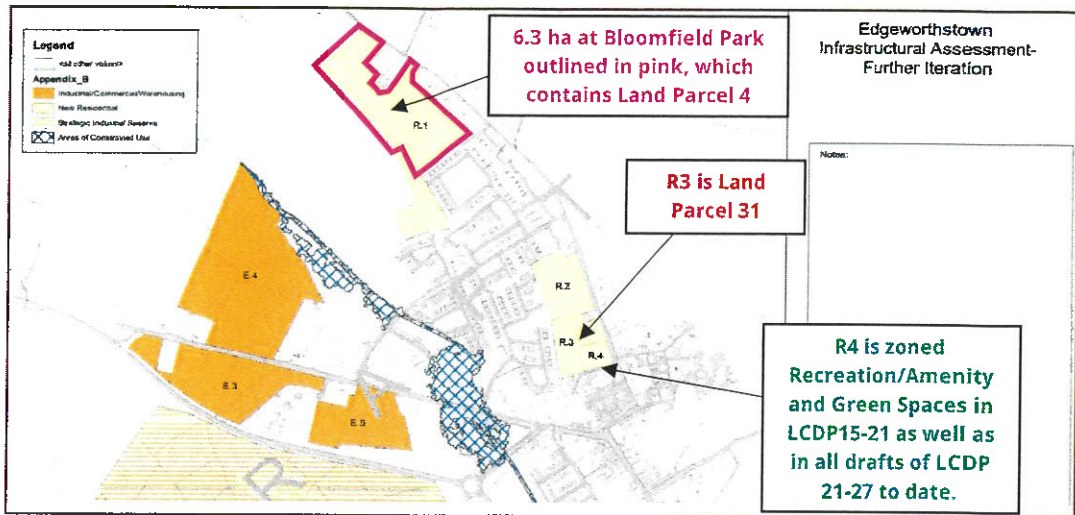 Legend
<all other values>
Appendix_B
Industrial/Commercial/Warehousing
New Residential
Strategic Industrial Reserve
Areas of Constrained Use
6.3 ha at Bloomfield Park
outlined in pink, which
contains Land Parcel 4
Edgeworthstown
Infrastructural Assessment-
Further Iteration
Notes:
R.1
R3 is Land
Parcel 31
E.4
R.2
R.3
R.4
E.3
E.5
R
R4 is zoned
Recreation/Amenity
and Green Spaces in
LCDP15-21 as well as
in all drafts of LCDP
21-27 to date.